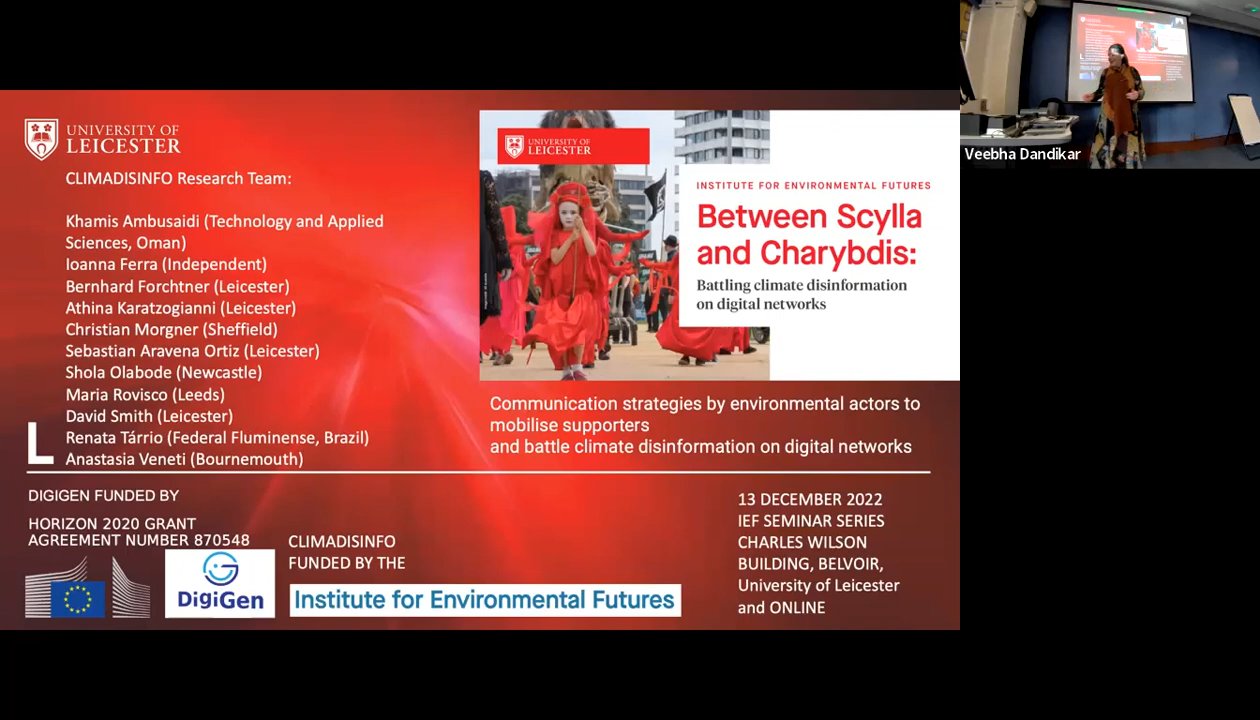 UNIVERSITY OF
LEICESTER
CLIMADISINFO Research Team:
Khamis Ambusaidi (Technology and Applied
Sciences, Oman)
Ioanna Ferra (Independent)
Bernhard Forchtner (Leicester)
Athina Karatzogianni (Leicester)
Christian Morgner (Sheffield)
Sebastian Aravena Ortiz (Leicester)
Shola Olabode (Newcastle)
Maria Rovisco (Leeds)
David Smith (Leicester)
Renata Tárrio (Federal Fluminense, Brazil)
Anastasia Veneti (Bournemouth)
L
UNIVERSITY OF
LEICESTER
INSTITUTE FOR ENVIRONMENTAL FUTURES
Between Scylla
and Charybdis:
Battling climate disinformation
on digital networks
Communication strategies by environmental actors to
mobilise supporters
and battle climate disinformation on digital networks
DIGIGEN FUNDED BY
HORIZON 2020 GRANT
AGREEMENT NUMBER 870548
DigiGen
CLIMADISINFO
FUNDED BY THE
Institute for Environmental Futures
13 DECEMBER 2022
IEF SEMINAR SERIES
CHARLES WILSON
BUILDING, BELVOIR,
University of Leicester
and ONLINE
Veebha Dandikar